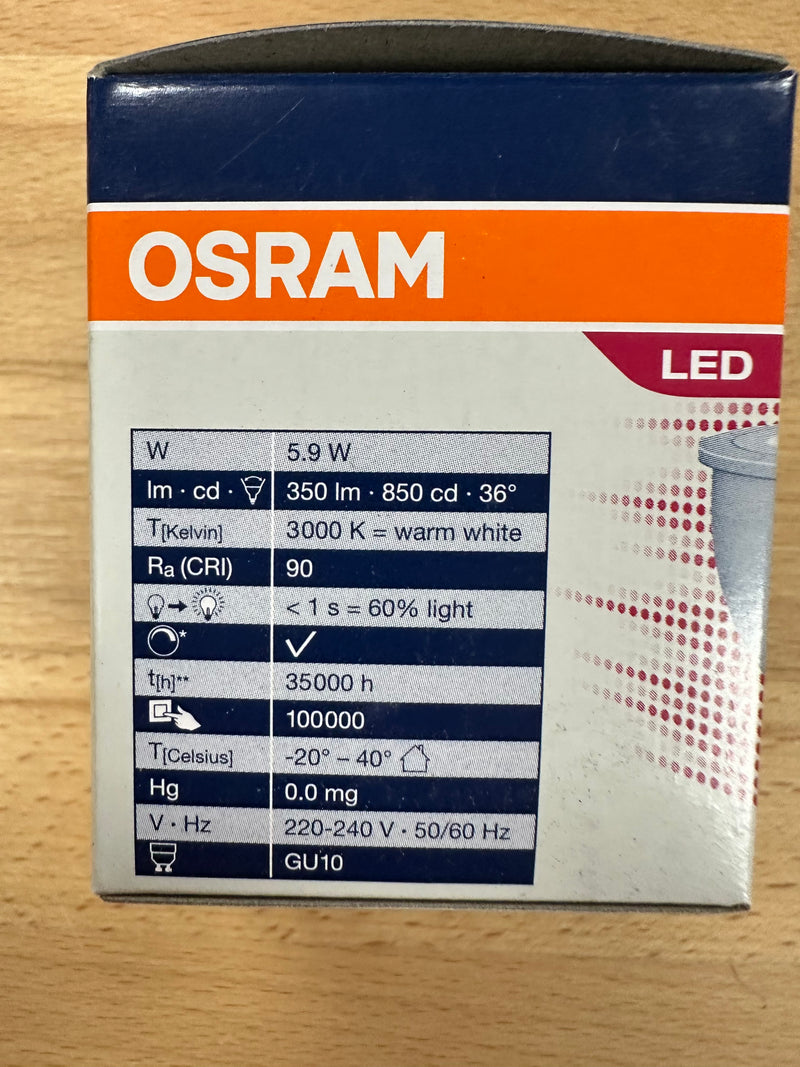 OSRAM
LED
W 5.9 W
lm · cd · 350 lm · 850 cd · 36°
T[Kelvin] 3000 K = warm white
Ra (CRI) 90
< 1 s = 60% light
* ✓
t[h]** 35000 h
100000
T[Celsius] -20° – 40°
Hg 0.0 mg
V · Hz 220-240 V · 50/60 Hz
GU10